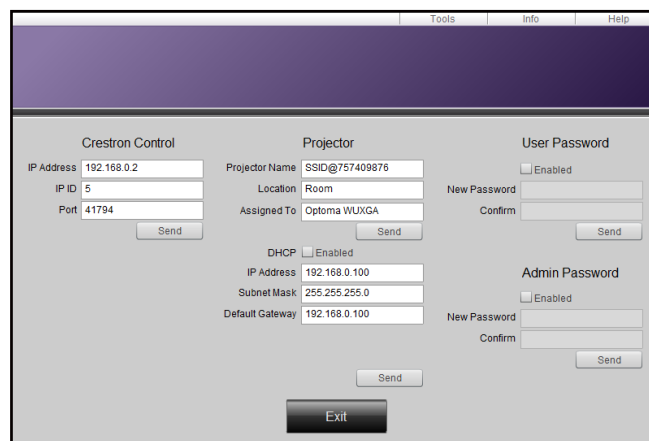 Tools Info Help
Crestron Control
IP Address 192.168.0.2
IP ID 5
Port 41794
Send
Projector
Projector Name SSID@757409876
Location Room
Assigned To Optoma WUXGA
Send
DHCP Enabled
IP Address 192.168.0.100
Subnet Mask 255.255.255.0
Default Gateway 192.168.0.100
Send
User Password
Enabled
New Password
Confirm
Send
Admin Password
Enabled
New Password
Confirm
Send
Exit